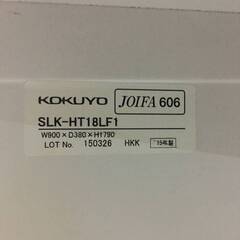 KOKUYO JOIFA 606
SLK-HT18LF1
W900×D380×H1790
LOT No. 150326 HKK '15年製